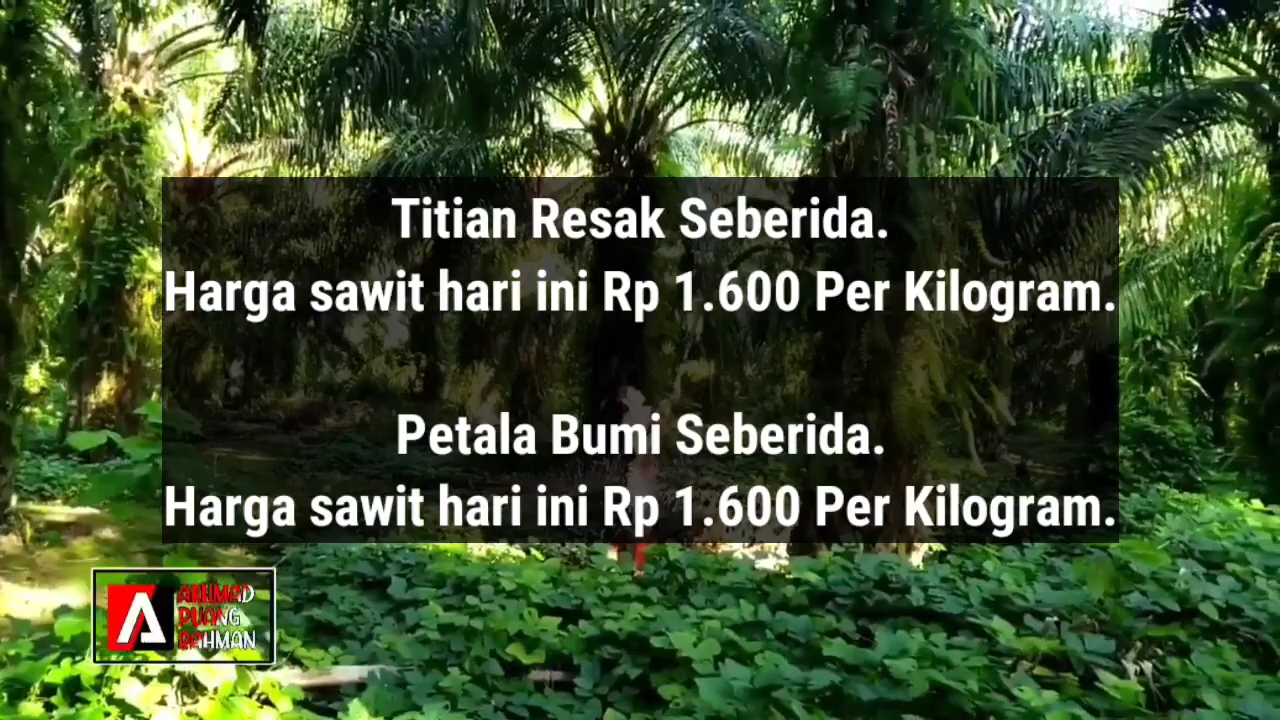 Titian Resak Seberida.
Harga sawit hari ini Rp 1.600 Per Kilogram.
Petala Bumi Seberida.
Harga sawit hari ini Rp 1.600 Per Kilogram.
A
AKHMAD
PUANG
RAHMAN